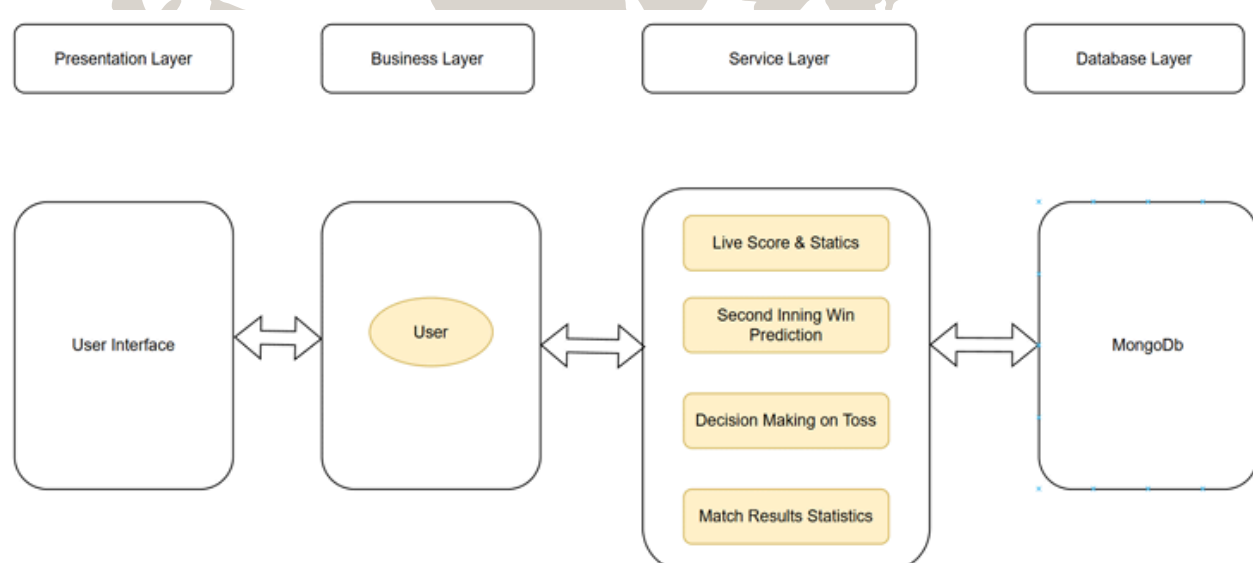 Presentation Layer
Business Layer
Service Layer
Database Layer
User Interface
User
Live Score & Statics
Second Inning Win
Prediction
Decision Making on Toss
Match Results Statistics
MongoDb